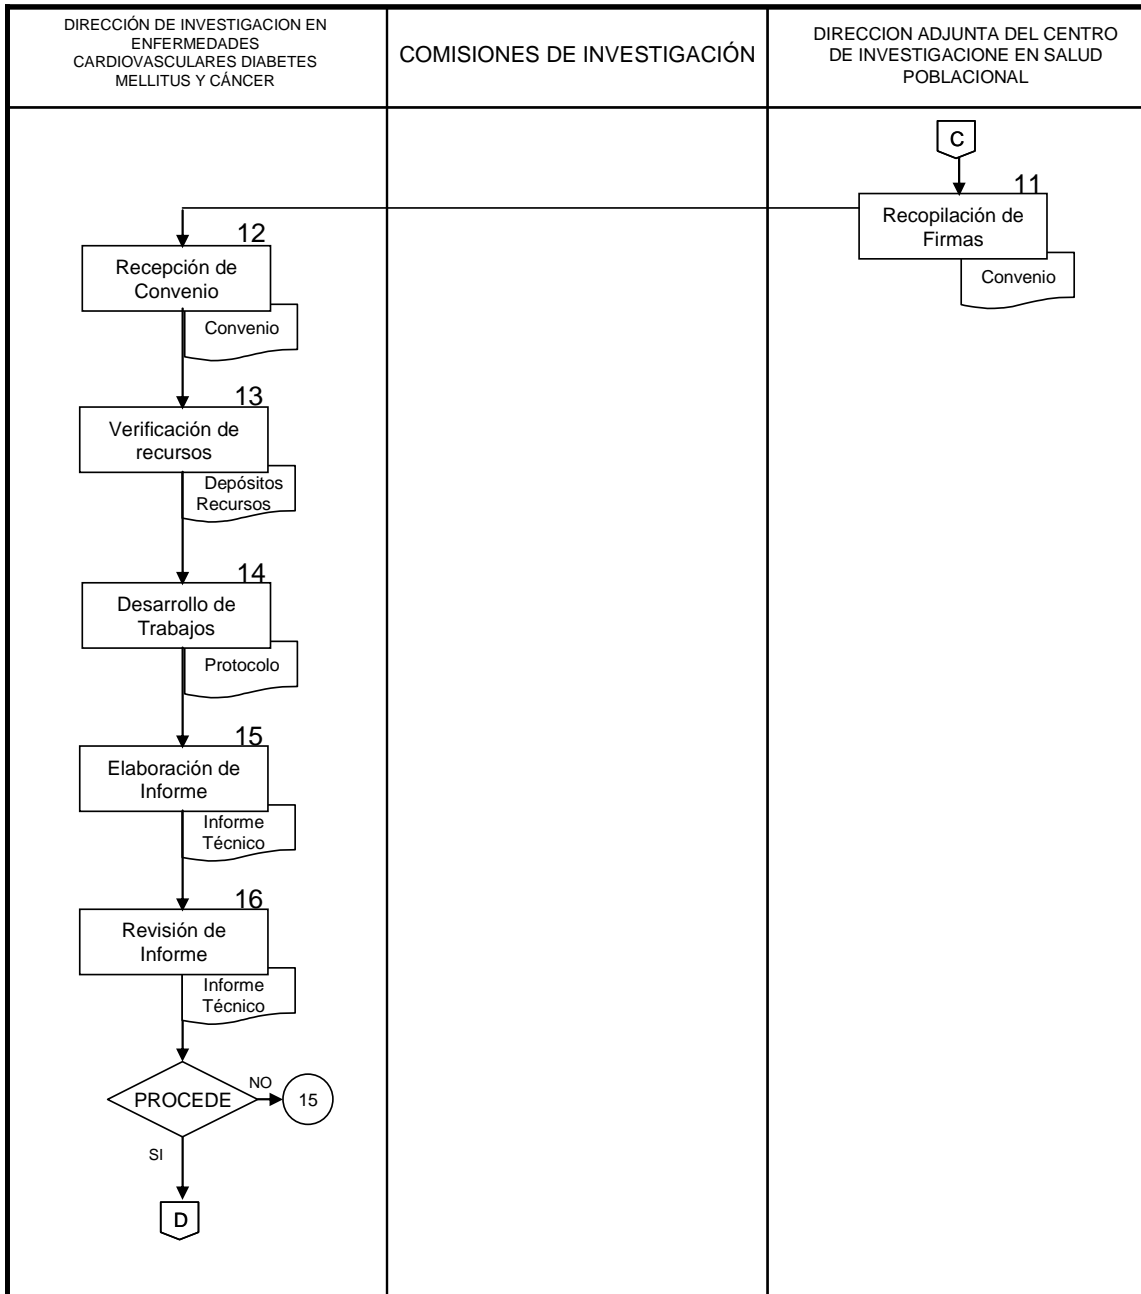 DIRECCIÓN DE INVESTIGACION EN
ENFERMEDADES
CARDIOVASCULARES DIABETES
MELLITUS Y CÁNCER
COMISIONES DE INVESTIGACIÓN
DIRECCION ADJUNTA DEL CENTRO
DE INVESTIGACIONE EN SALUD
POBLACIONAL
C
11
Recopilación de
Firmas
Convenio
12
Recepción de
Convenio
Convenio
13
Verificación de
recursos
Depósitos
Recursos
14
Desarrollo de
Trabajos
Protocolo
15
Elaboración de
Informe
Informe
Técnico
16
Revisión de
Informe
Informe
Técnico
PROCEDE
NO
15
SI
D